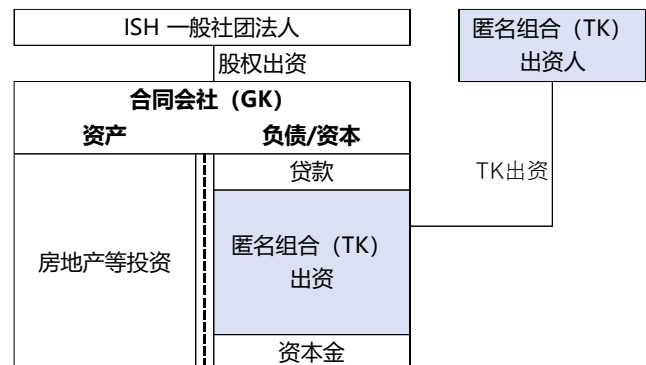 ISH 一般社团法人
匿名组合（TK）
出资人
股权出资
合同会社（GK）
资产
负债/资本
贷款
TK出资
房地产等投资
匿名组合（TK）
出资
资本金